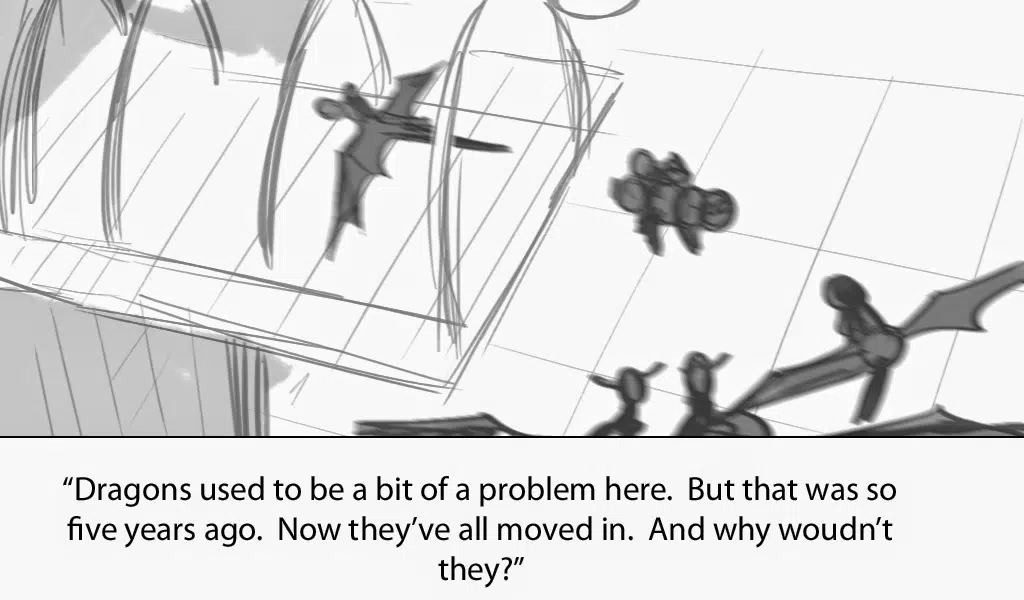 “Dragons used to be a bit of a problem here.  But that was so
five years ago.  Now they’ve all moved in.  And why woudn’t
they?”